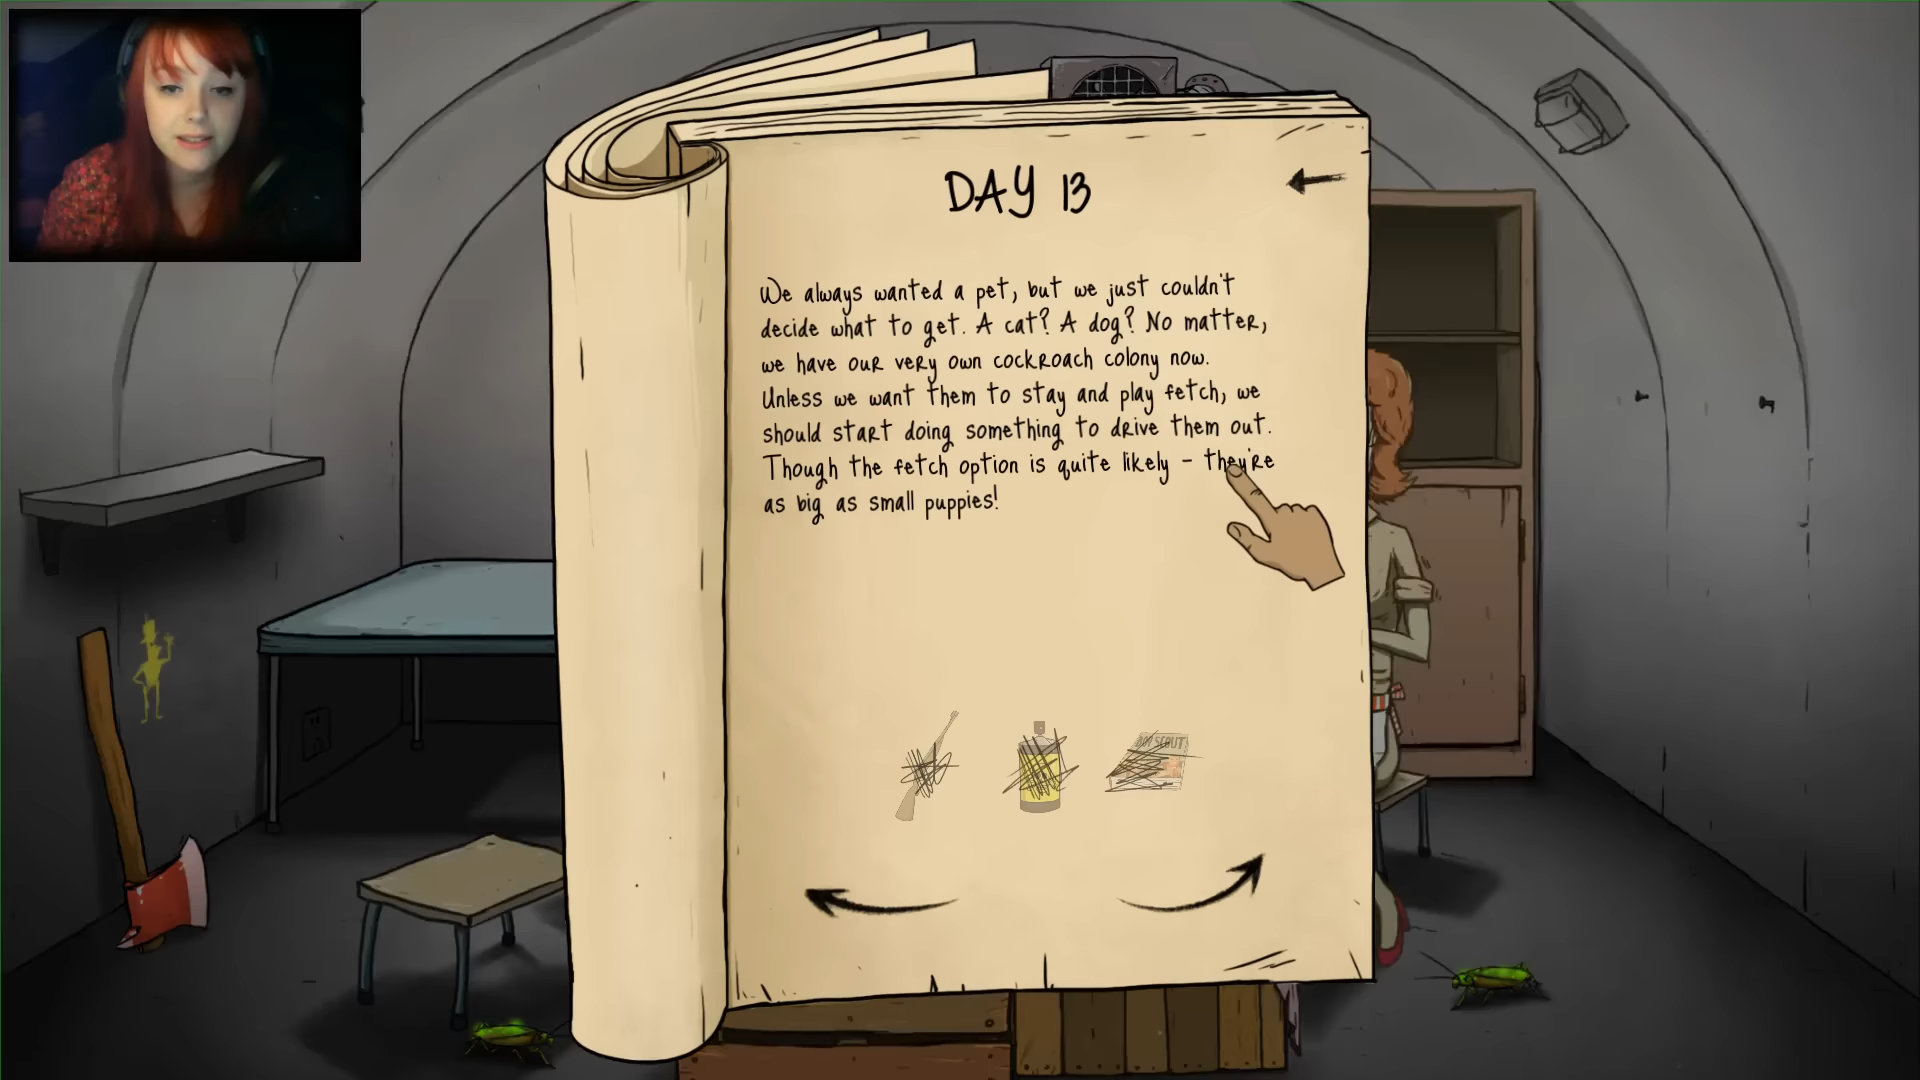 DAY 13
We always wanted a pet, but we just couldn't
decide what to get. A cat? A dog? No matter,
we have our very own cockroach colony now.
Unless we want them to stay and play fetch, we
should start doing something to drive them out.
Though the fetch option is quite likely - they're
as big as small puppies!
SCOUT